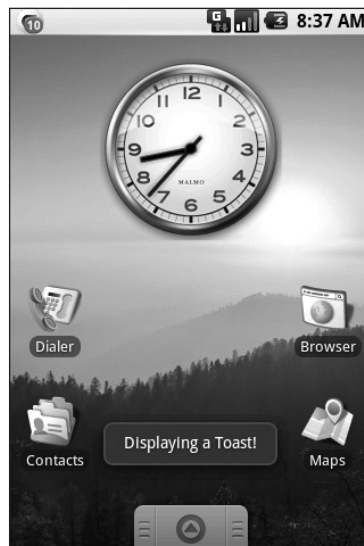 10
G
8:37 AM
12
11
1
10
2
9
3
8
4
MALMO
7
5
6
Dialer
Browser
Contacts
Displaying a Toast!
Maps